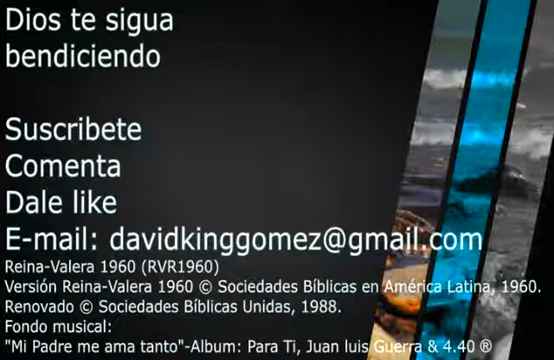 Dios te sigua
bendiciendo
Suscribete
Comenta
Dale like
E-mail: davidkinggomez@gmail.com
Reina-Valera 1960 (RVR1960)
Versión Reina-Valera 1960 © Sociedades Bíblicas en América Latina, 1960.
Renovado © Sociedades Bíblicas Unidas, 1988.
Fondo musical:
"Mi Padre me ama tanto"-Album: Para Ti, Juan luis Guerra & 4.40 ®